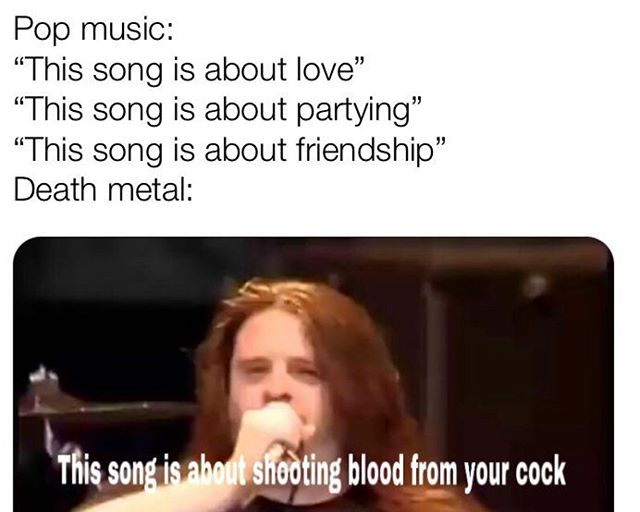 Pop music:
“This song is about love”
“This song is about partying”
“This song is about friendship”
Death metal:
This song is about shooting blood from your cock